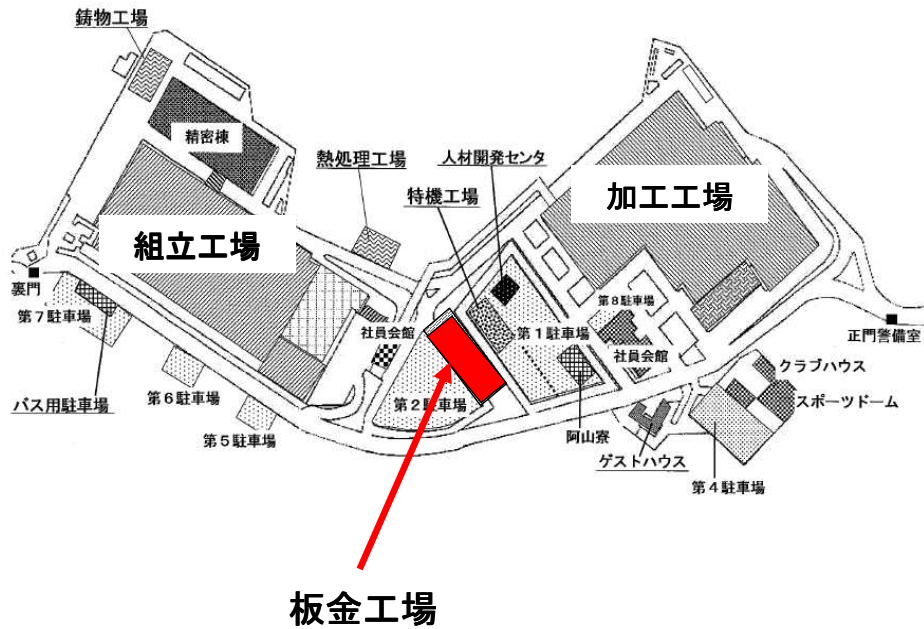 鋳物工場
精密棟
熱処理工場
人材開発センタ
特機工場
加工工場
組立工場
裏門
第７駐車場
社員会館
第１駐車場
第８駐車場
社員会館
正門警備室
クラブハウス
スポーツドーム
バス用駐車場
第６駐車場
第５駐車場
第２駐車場
阿山寮
ゲストハウス
第４駐車場
板金工場